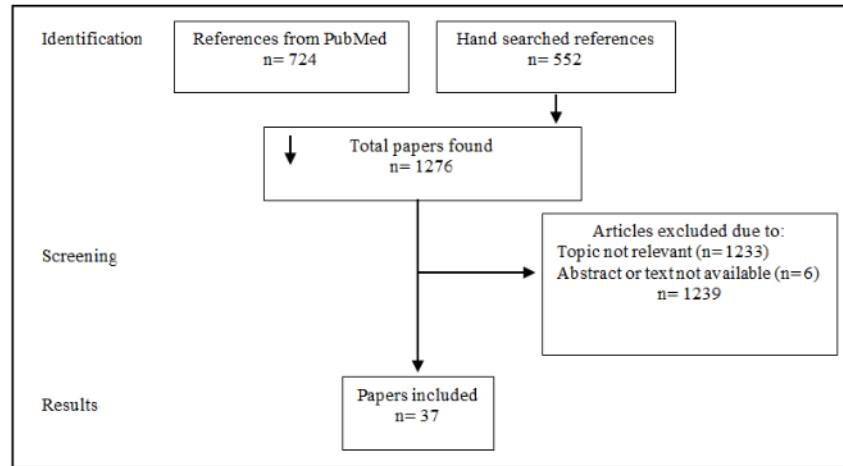 Identification
References from PubMed
n= 724
Hand searched references
n= 552
Total papers found
n= 1276
Screening
Articles excluded due to:
Topic not relevant (n=1233)
Abstract or text not available (n=6)
n= 1239
Results
Papers included
n= 37